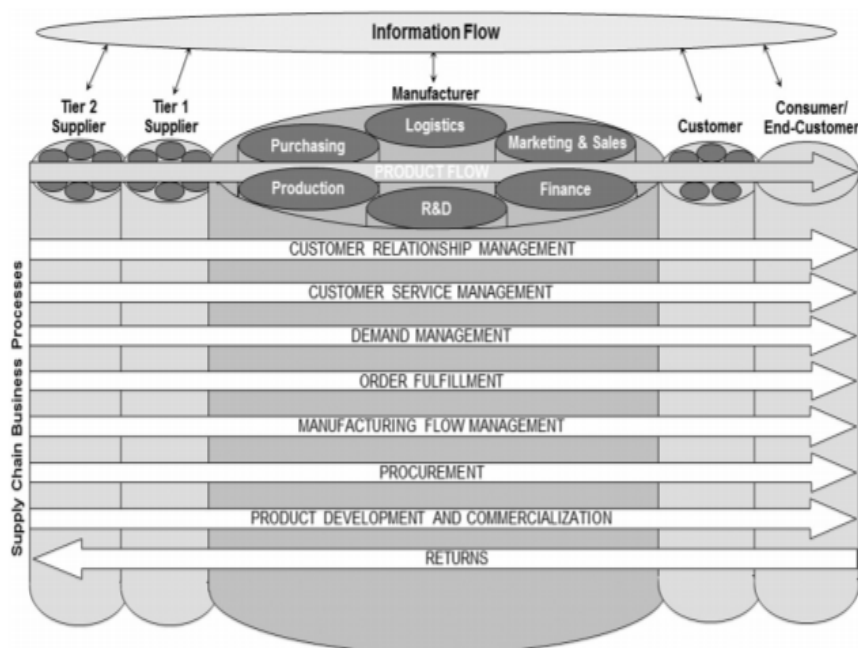 Information Flow
Tier 2
Supplier
Tier 1
Supplier
Manufacturer
Customer
Consumer/
End-Customer
Purchasing
Logistics
Marketing & Sales
PRODUCT FLOW
Production
R&D
Finance
Supply Chain Business Processes
CUSTOMER RELATIONSHIP MANAGEMENT
CUSTOMER SERVICE MANAGEMENT
DEMAND MANAGEMENT
ORDER FULFILLMENT
MANUFACTURING FLOW MANAGEMENT
PROCUREMENT
PRODUCT DEVELOPMENT AND COMMERCIALIZATION
RETURNS